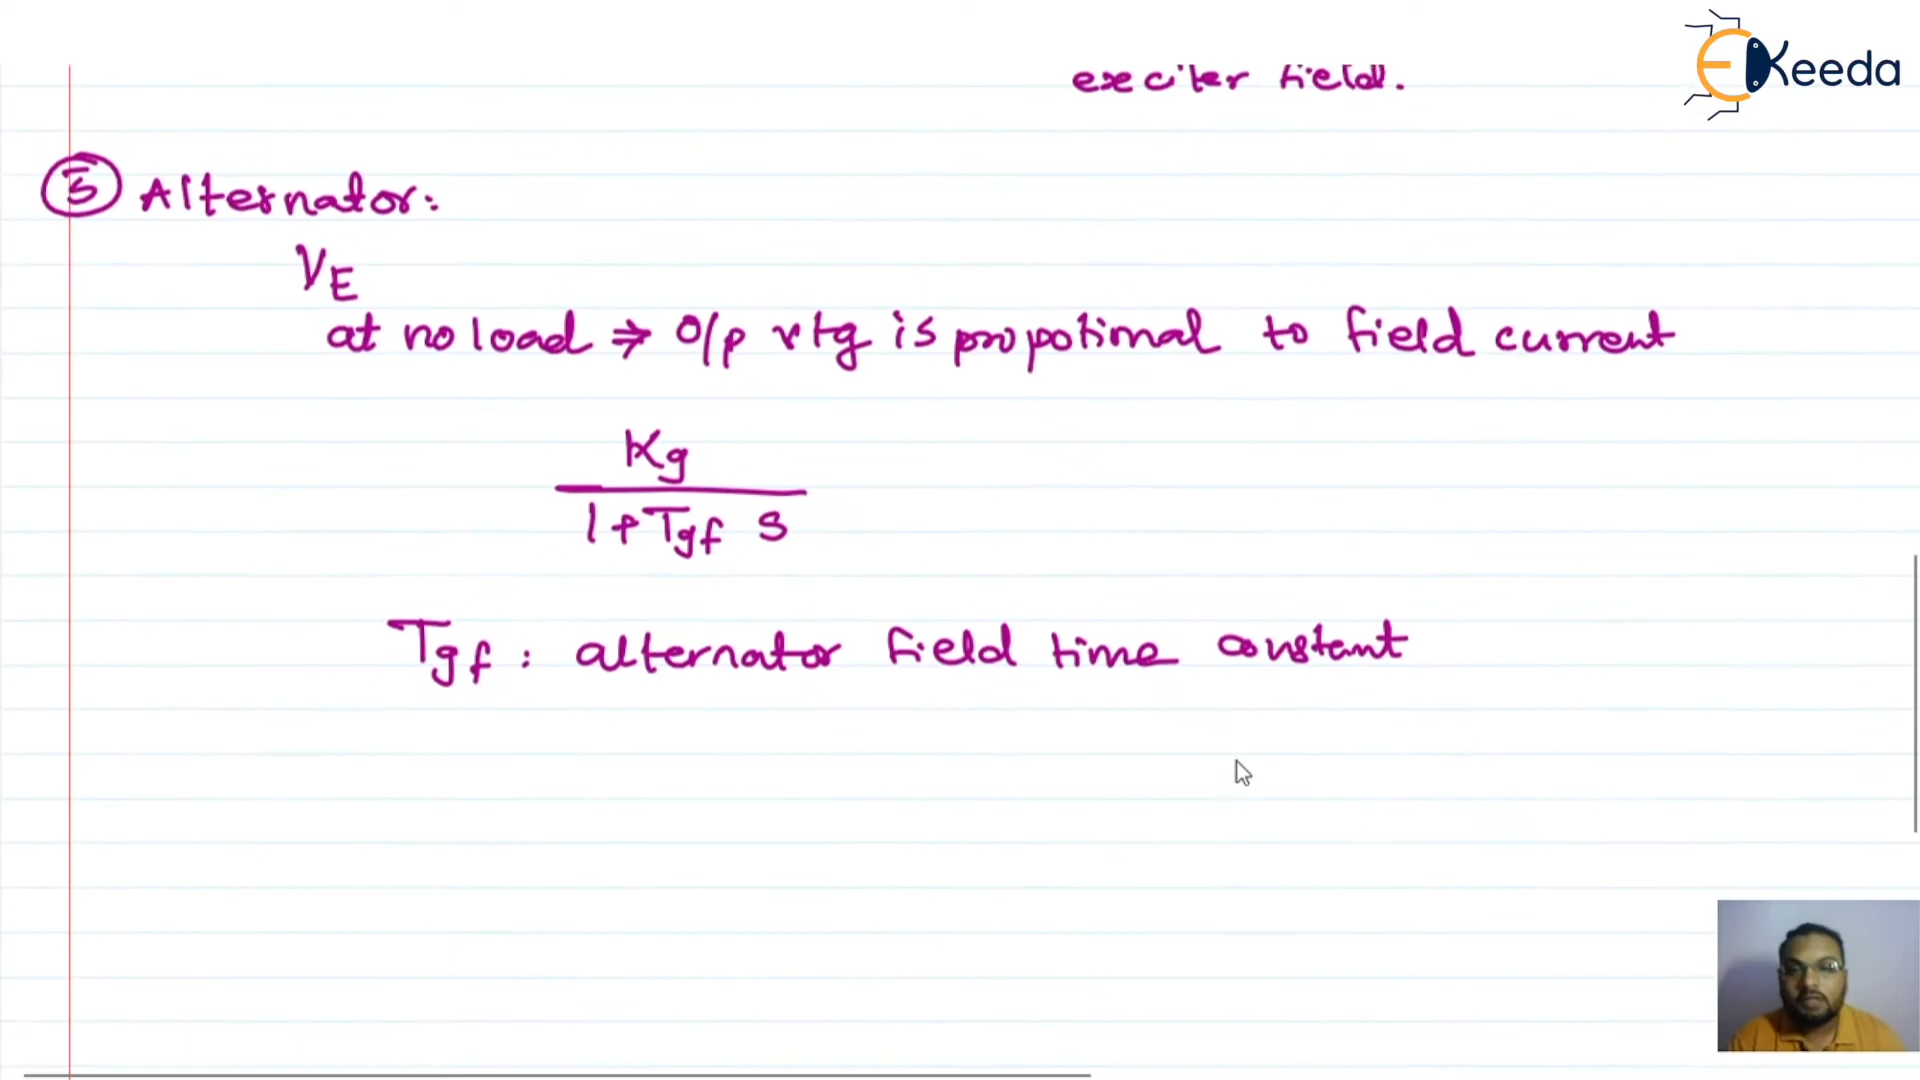 exciter field.
EKeeda
5 Alternator:
VE
at no load ⇒ O/p vtg is propotional to field current
Kg
1+Tgf S
Tgf : alternator field time constant